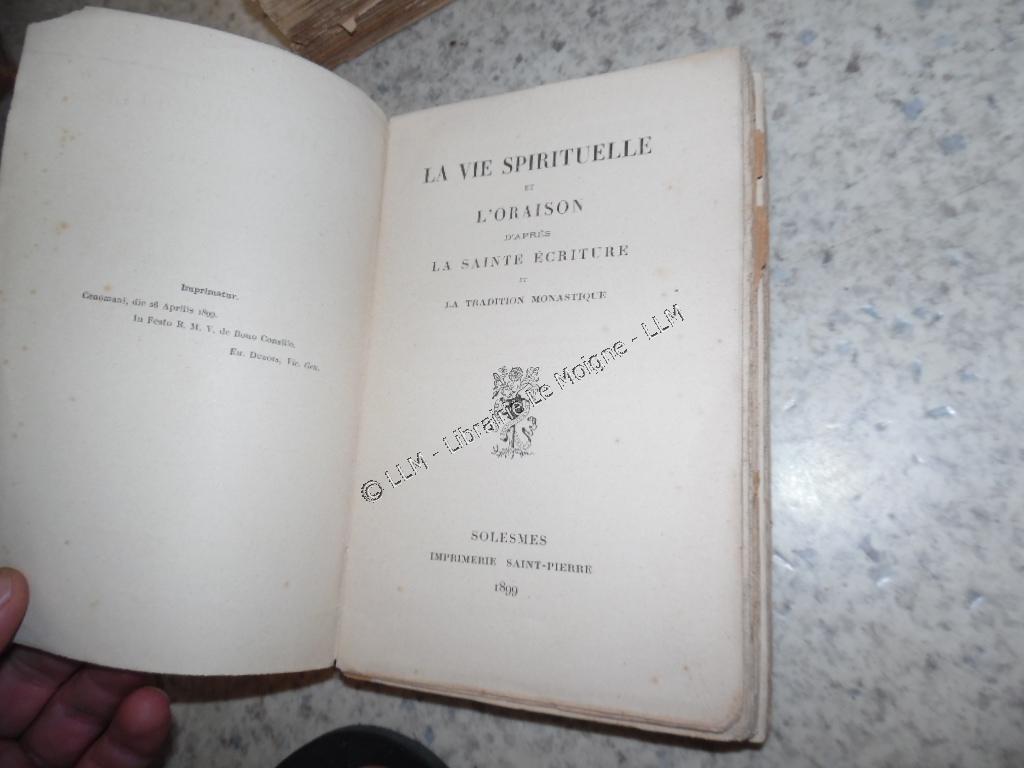 Imprimatur.
Cenomani, die 26 Aprilis 1899.
In Festo B. M. V. de Bono Consilio.
Eu. Dubois, Vic. Gen.
LA VIE SPIRITUELLE
ET
L'ORAISON
D'APRÈS
LA SAINTE ÉCRITURE
ET
LA TRADITION MONASTIQUE
© LLM - Librairie Le Moigne - LLM
SOLESMES
IMPRIMERIE SAINT-PIERRE
1899